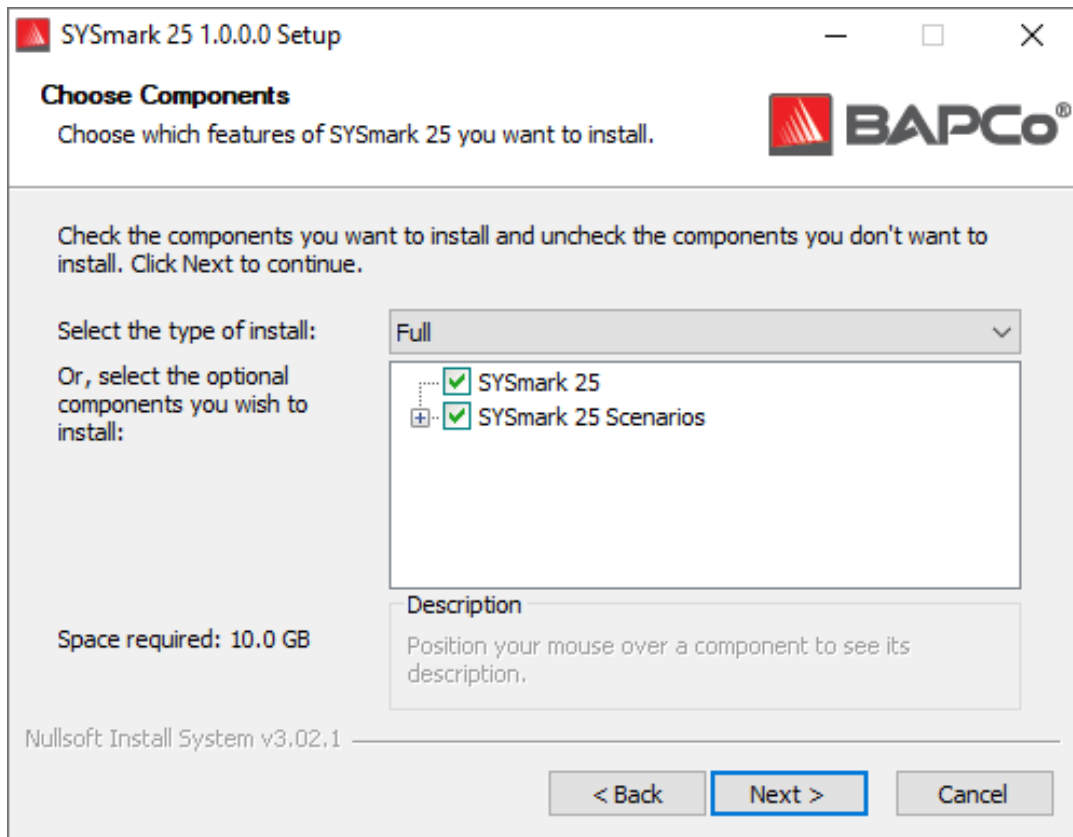 SYSmark 25 1.0.0.0 Setup
Choose Components
Choose which features of SYSmark 25 you want to install.
BAPCo®
Check the components you want to install and uncheck the components you don't want to
install. Click Next to continue.
Select the type of install:
Full
Or, select the optional
components you wish to
install:
SYSmark 25
SYSmark 25 Scenarios
Space required: 10.0 GB
Description
Position your mouse over a component to see its
description.
Nullsoft Install System v3.02.1
< Back
Next >
Cancel